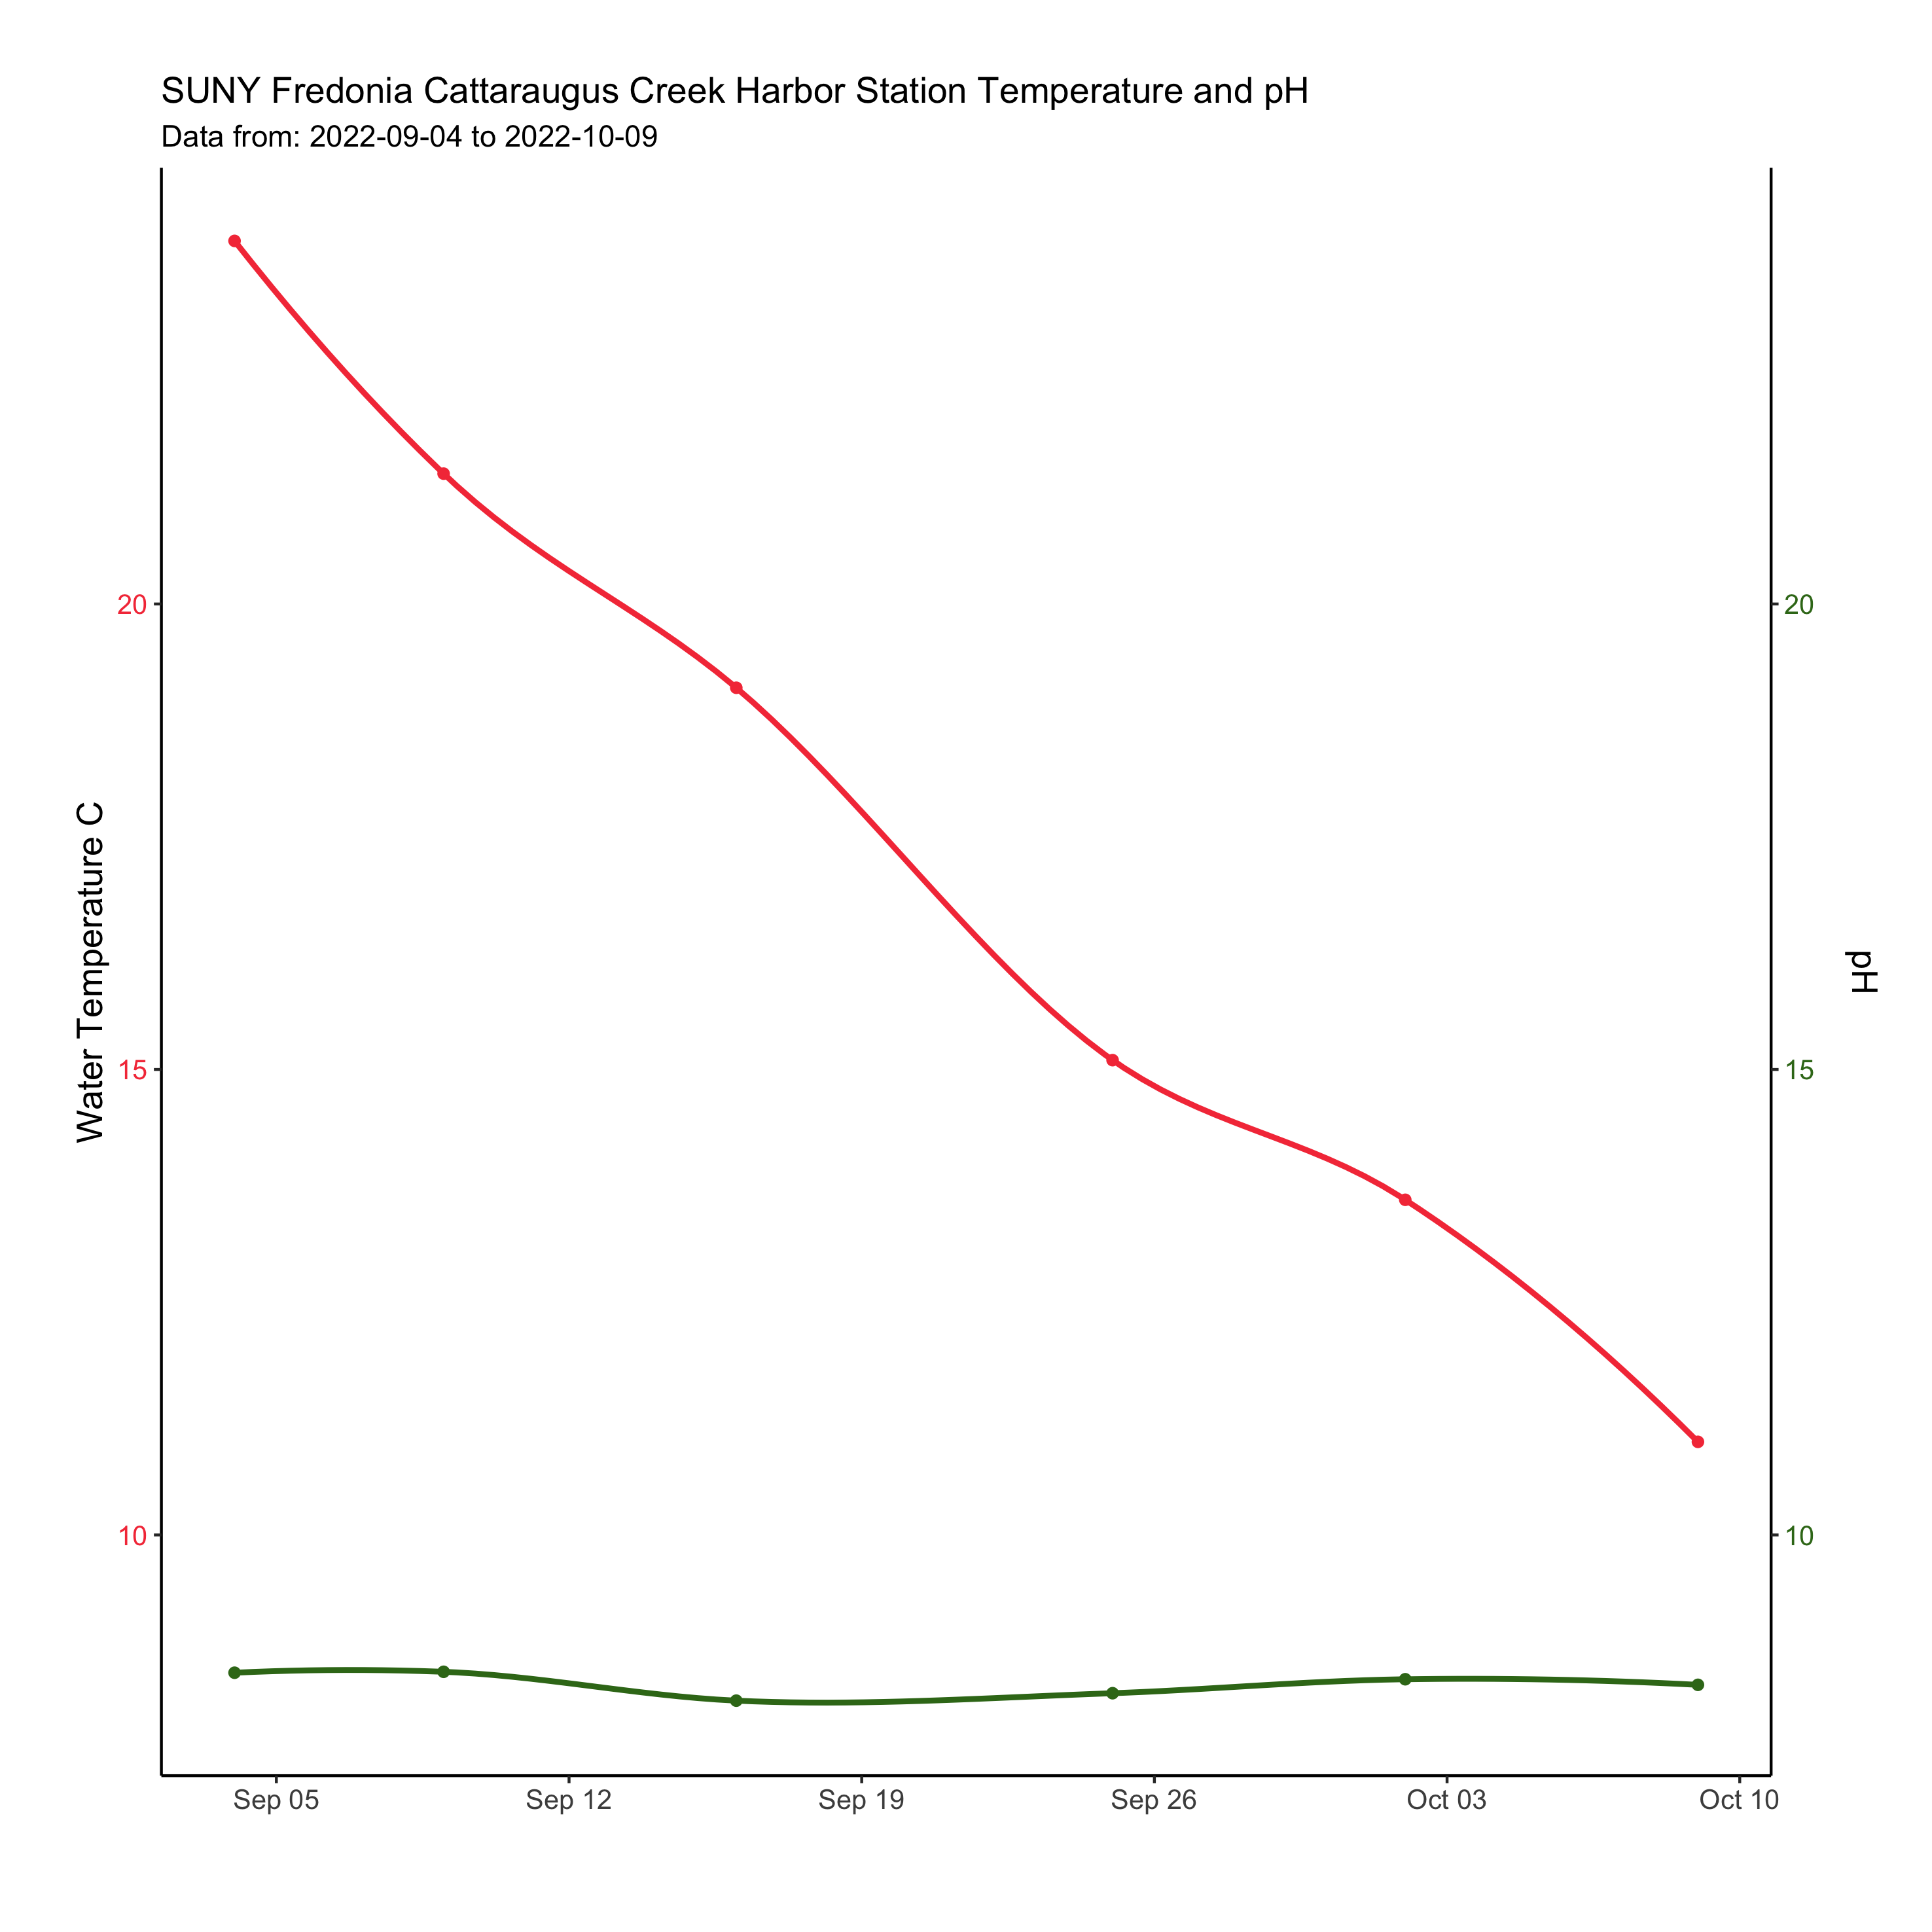 SUNY Fredonia Cattaraugus Creek Harbor Station Temperature and pH
Data from: 2022-09-04 to 2022-10-09
Water Temperature C
20
15
10
20
15
10
pH
Sep 05
Sep 12
Sep 19
Sep 26
Oct 03
Oct 10